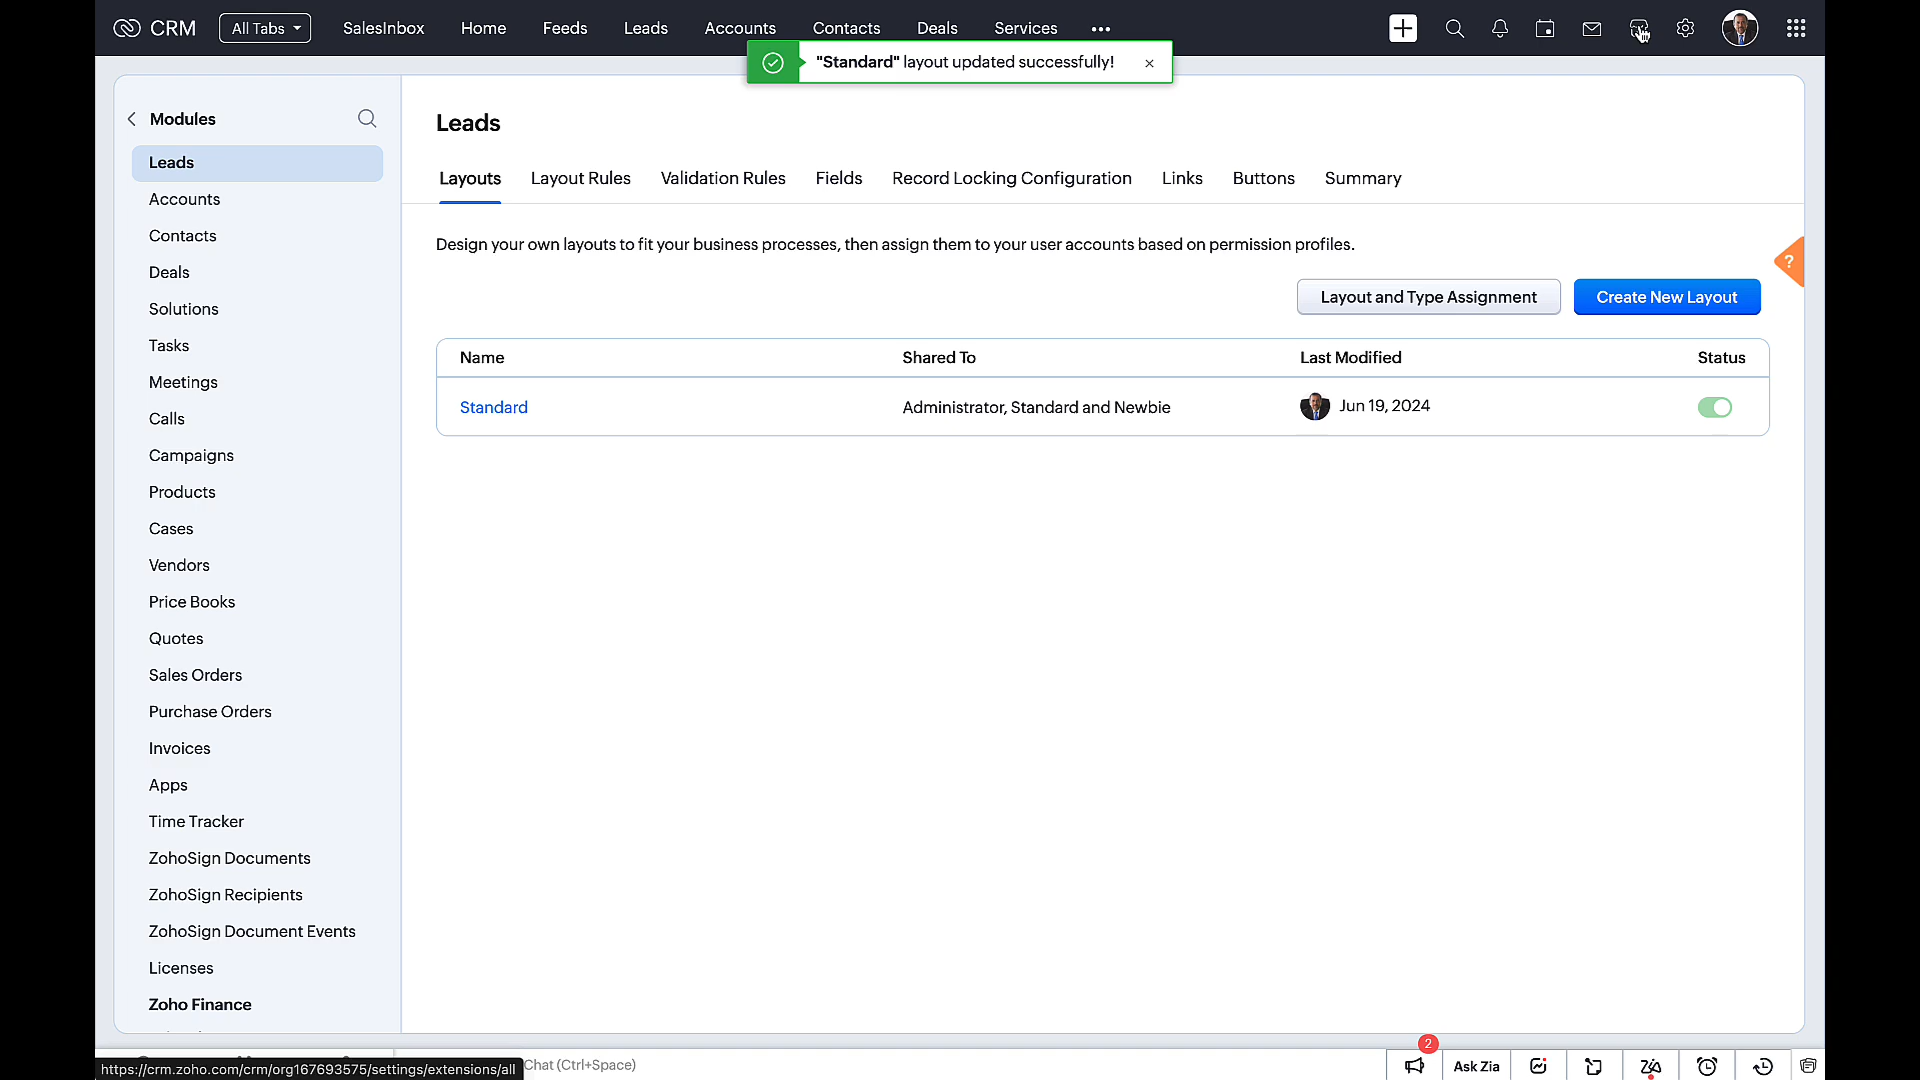 CRM
All Tabs
SalesInbox
Home
Feeds
Leads
Accounts
Contacts
Deals
Services
"Standard" layout updated successfully!
Modules
Leads
Accounts
Contacts
Deals
Solutions
Tasks
Meetings
Calls
Campaigns
Products
Cases
Vendors
Price Books
Quotes
Sales Orders
Purchase Orders
Invoices
Apps
Time Tracker
ZohoSign Documents
ZohoSign Recipients
ZohoSign Document Events
Licenses
Zoho Finance
Leads
Layouts
Layout Rules
Validation Rules
Fields
Record Locking Configuration
Links
Buttons
Summary
Design your own layouts to fit your business processes, then assign them to your user accounts based on permission profiles.
?
Layout and Type Assignment
Create New Layout
Name
Shared To
Last Modified
Status
Standard
Administrator, Standard and Newbie
Jun 19, 2024
https://crm.zoho.com/crm/org167693575/settings/extensions/all
Chat (Ctrl+Space)
2
Ask Zia